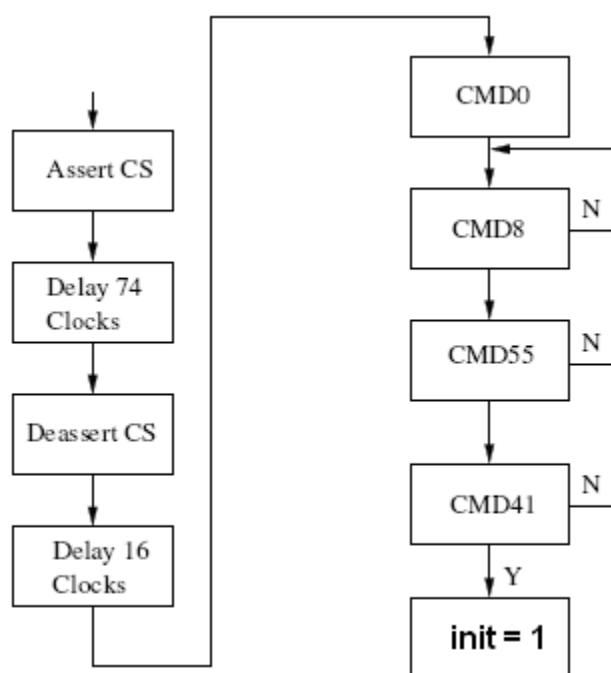 Assert CS
Delay 74
Clocks
Deassert CS
Delay 16
Clocks
CMD0
CMD8
N
CMD55
N
CMD41
N
Y
init = 1